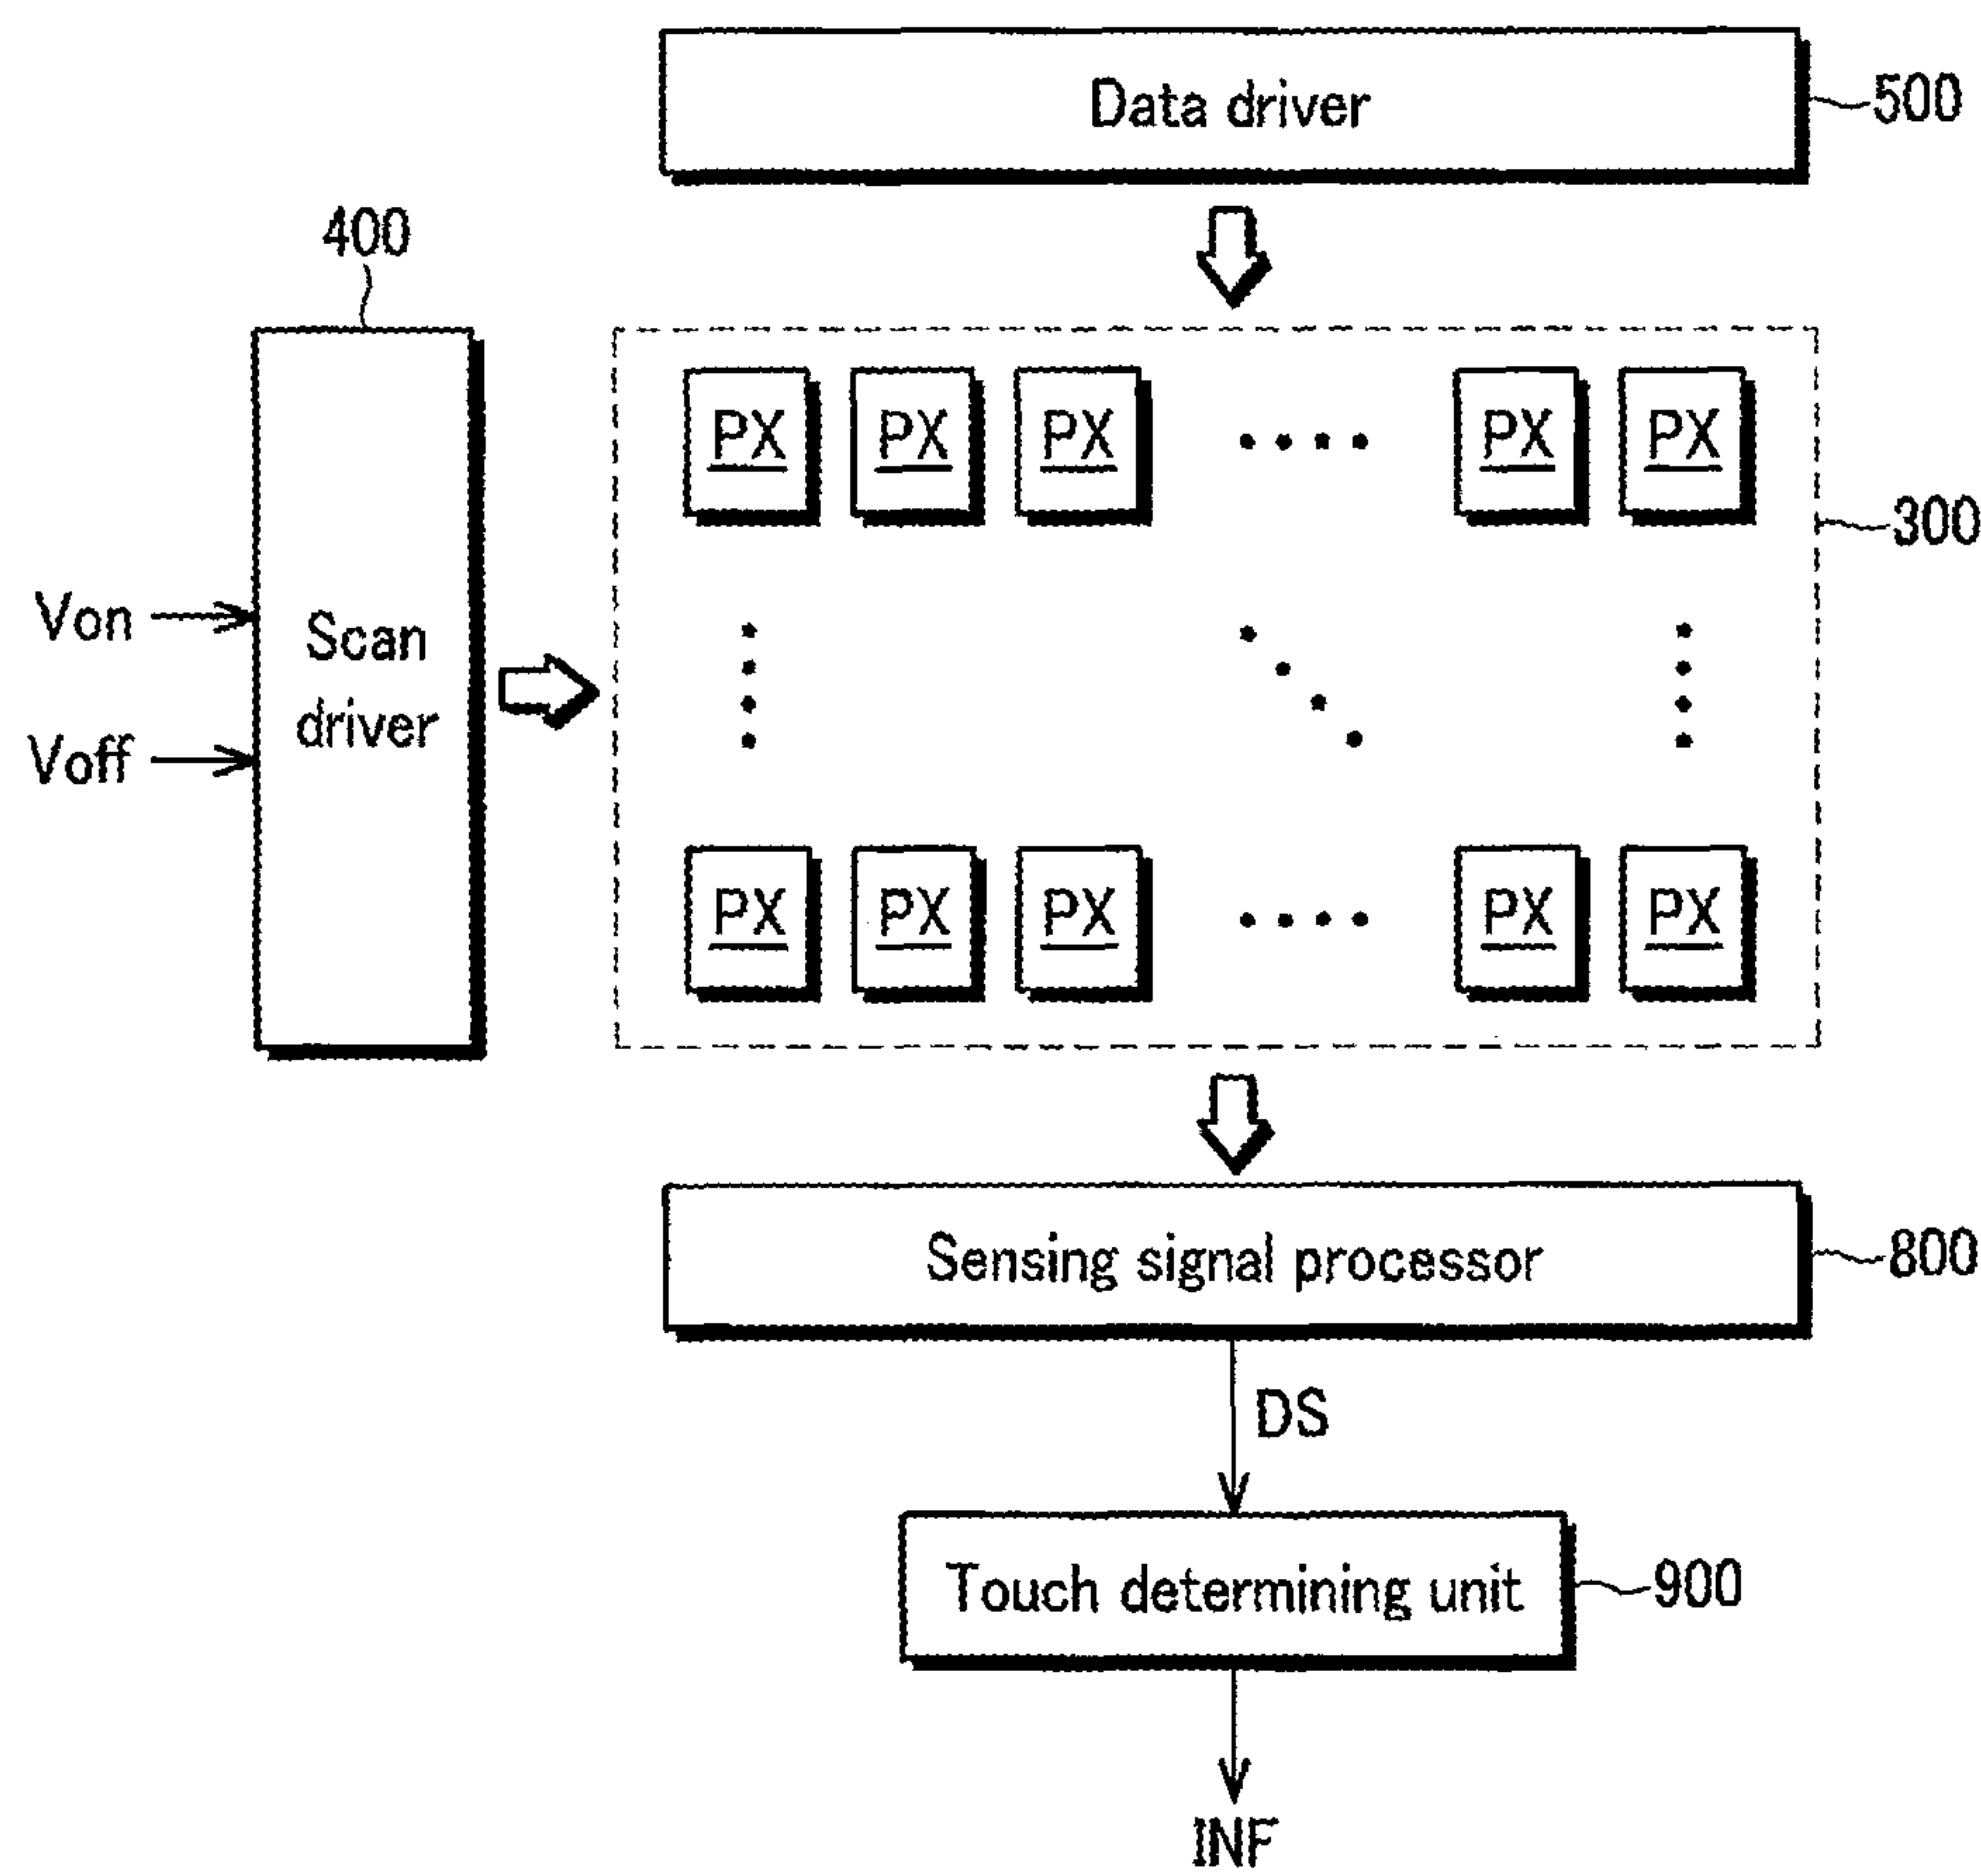 Data driver
500
400
PX PX PX PX PX
300
Von
Scan
driver
Voff
PX PX PX PX PX
Sensing signal processor
800
DS
Touch determining unit
900
INF